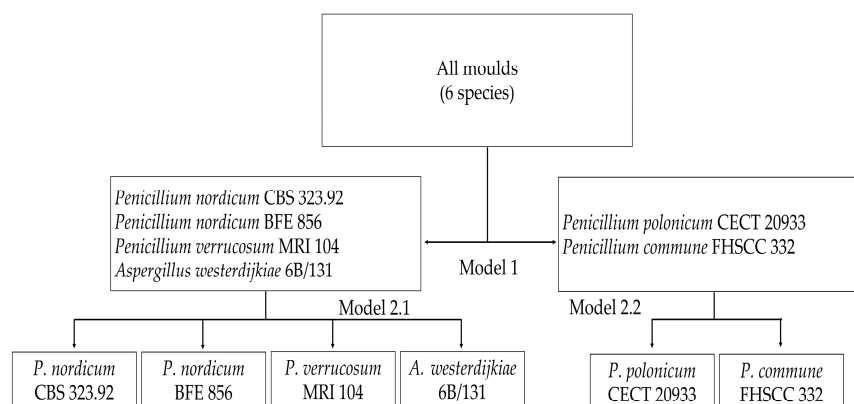 All moulds
(6 species)
Penicillium nordicum CBS 323.92
Penicillium nordicum BFE 856
Penicillium verrucosum MRI 104
Aspergillus westerdijkiae 6B/131
Penicillium polonicum CECT 20933
Penicillium commune FHSCC 332
Model 1
Model 2.1
Model 2.2
P. nordicum
CBS 323.92
P. nordicum
BFE 856
P. verrucosum
MRI 104
A. westerdijkiae
6B/131
P. polonicum
CECT 20933
P. commune
FHSCC 332